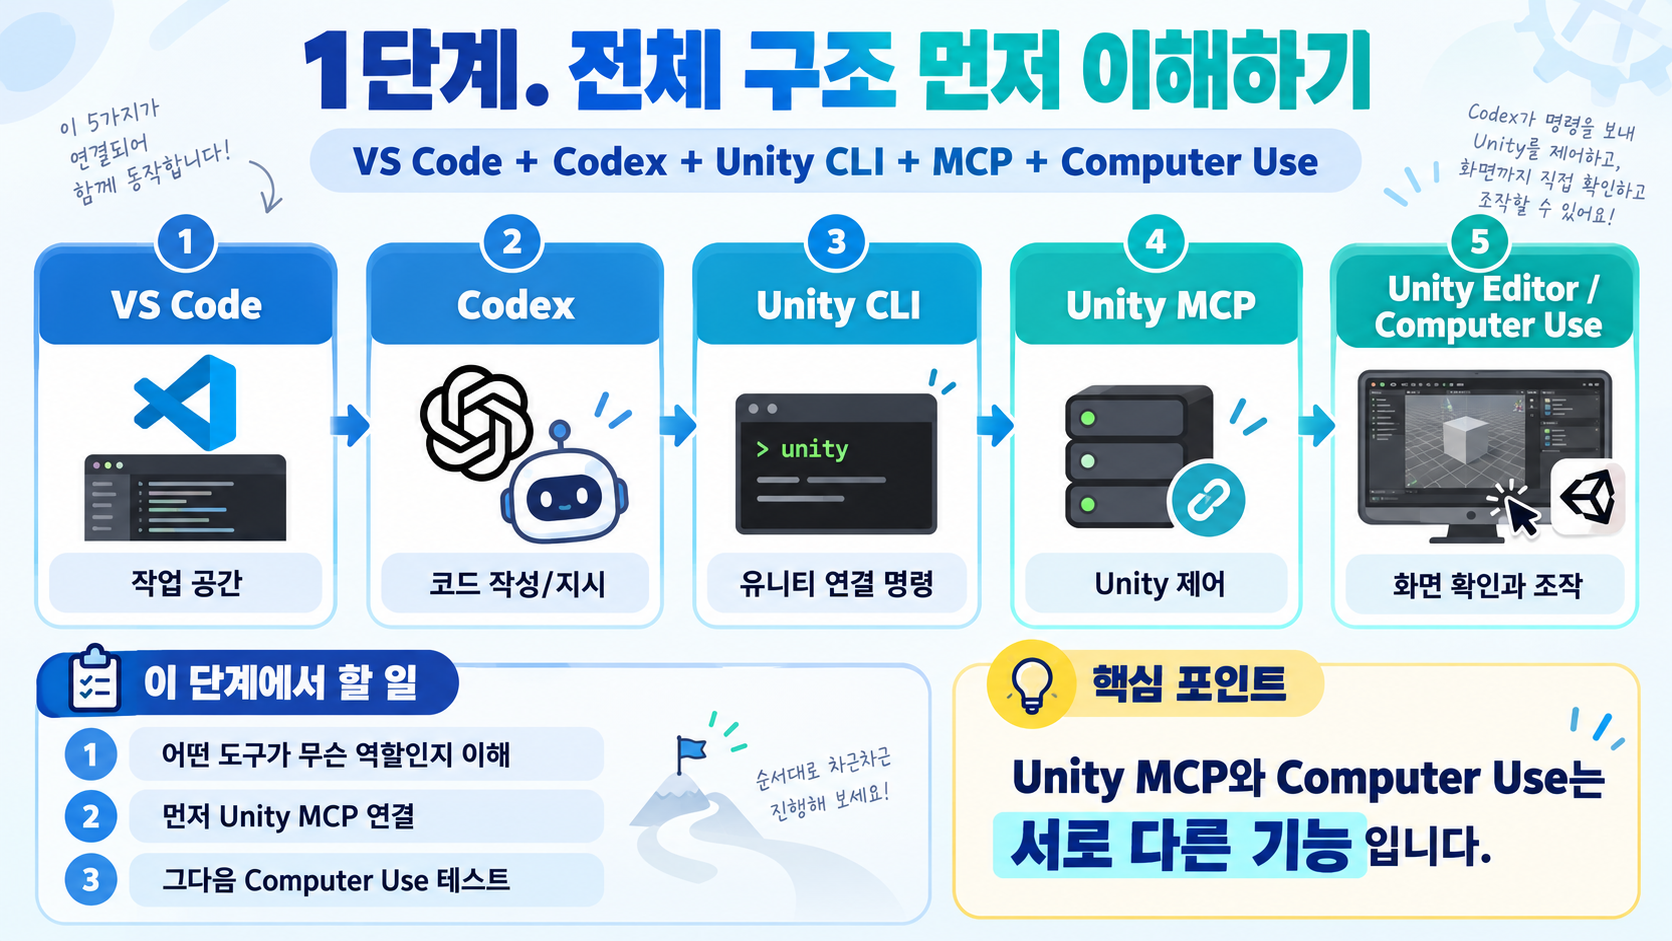 1단계. 전체 구조 먼저 이해하기
VS Code + Codex + Unity CLI + MCP + Computer Use
이 5가지가
연결되어
함께 동작합니다!
Codex가 명령을 보내
Unity를 제어하고,
화면까지 직접 확인하고
조작할 수 있어요!
1
VS Code
작업 공간
2
Codex
코드 작성/지시
3
Unity CLI
> unity
유니티 연결 명령
4
Unity MCP
Unity 제어
5
Unity Editor /
Computer Use
화면 확인과 조작
이 단계에서 할 일
1 어떤 도구가 무슨 역할인지 이해
2 먼저 Unity MCP 연결
3 그다음 Computer Use 테스트
순서대로 차근차근
진행해 보세요!
핵심 포인트
Unity MCP와 Computer Use는
서로 다른 기능입니다.